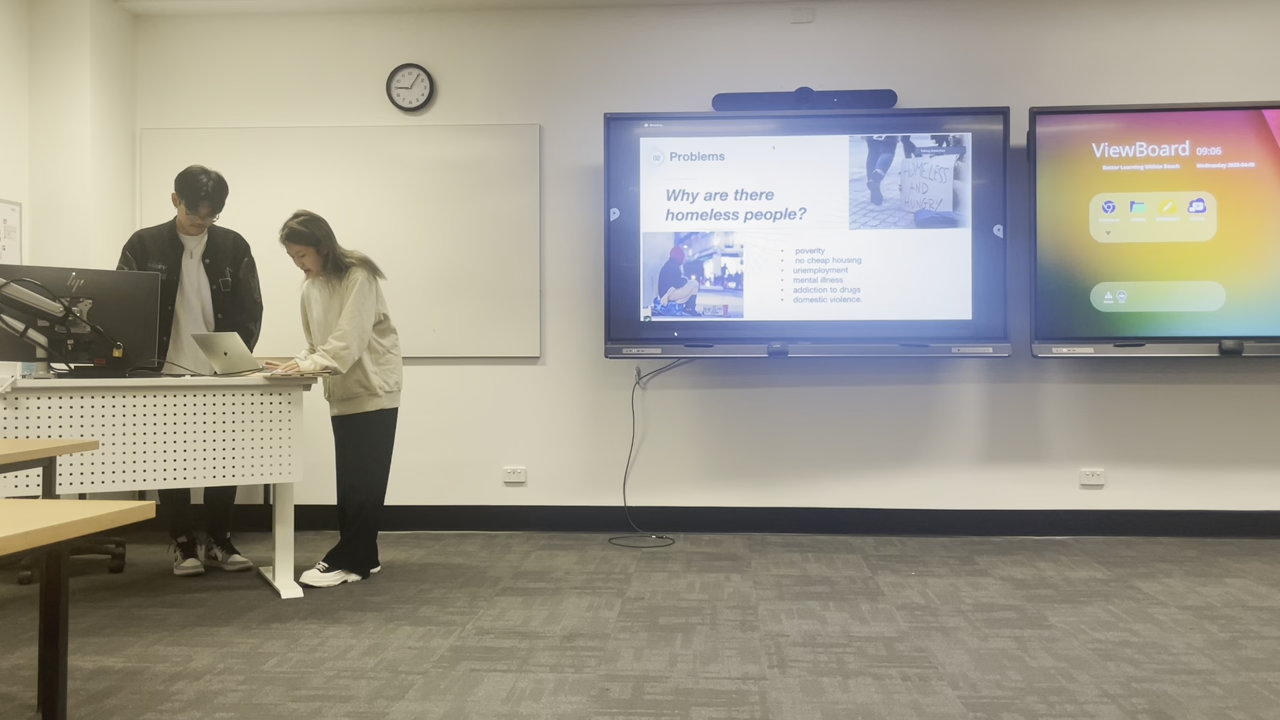 Problems
Why are there
homeless people?
HOMELESS
AND
HUNGRY
• poverty
• no cheap housing
• unemployment
• mental illness
• addiction to drugs
• domestic violence.
ViewBoard 09:06
hp